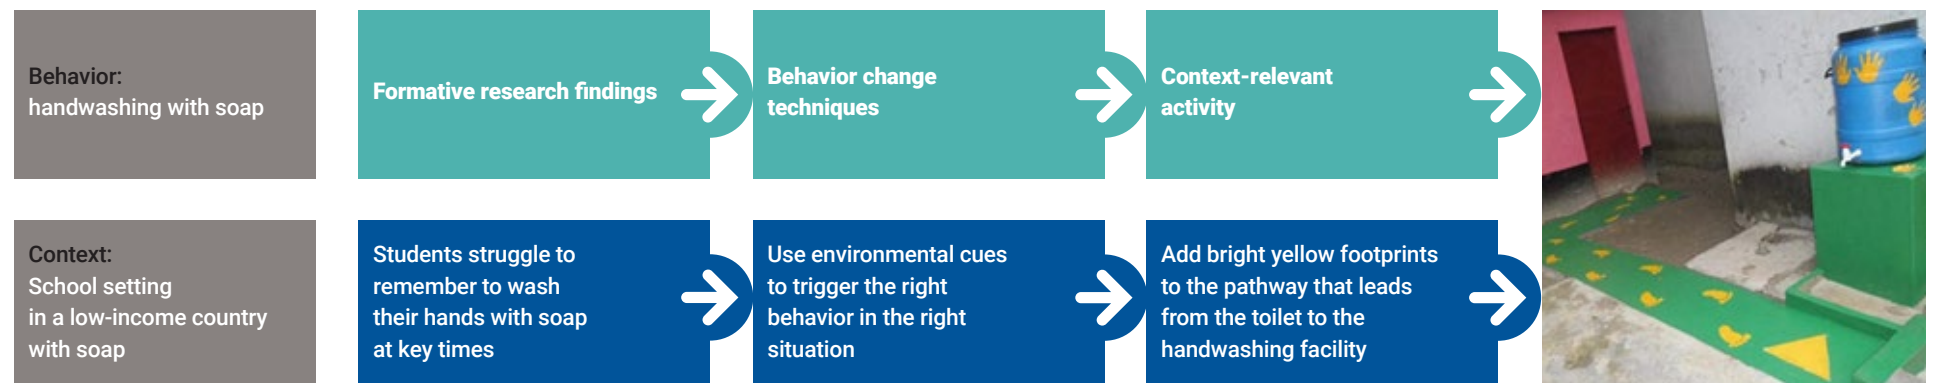 Behavior:
handwashing with soap
Formative research findings
Behavior change
techniques
Context-relevant
activity
Context:
School setting
in a low-income country
with soap
Students struggle to
remember to wash
their hands with soap
at key times
Use environmental cues
to trigger the right
behavior in the right
situation
Add bright yellow footprints
to the pathway that leads
from the toilet to the
handwashing facility